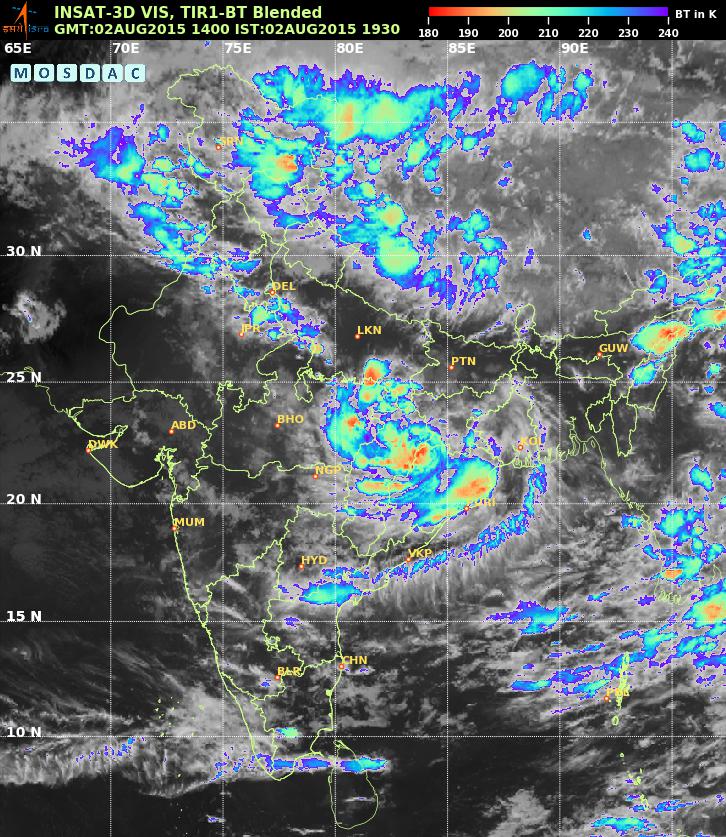 INSAT-3D VIS, TIR1-BT Blended
GMT:02AUG2015 1400 IST:02AUG2015 1930
BT in K
180 190 200 210 220 230 240
65E 70E 75E 80E 85E 90E
MOSDAC
SRN
30 N
DEL
JPR
LKN
GUW
PTN
25 N
ABD
BHO
DWK
KOL
NGP
20 N
MUM
VKP
HYD
15 N
CHN
BLR
10 N